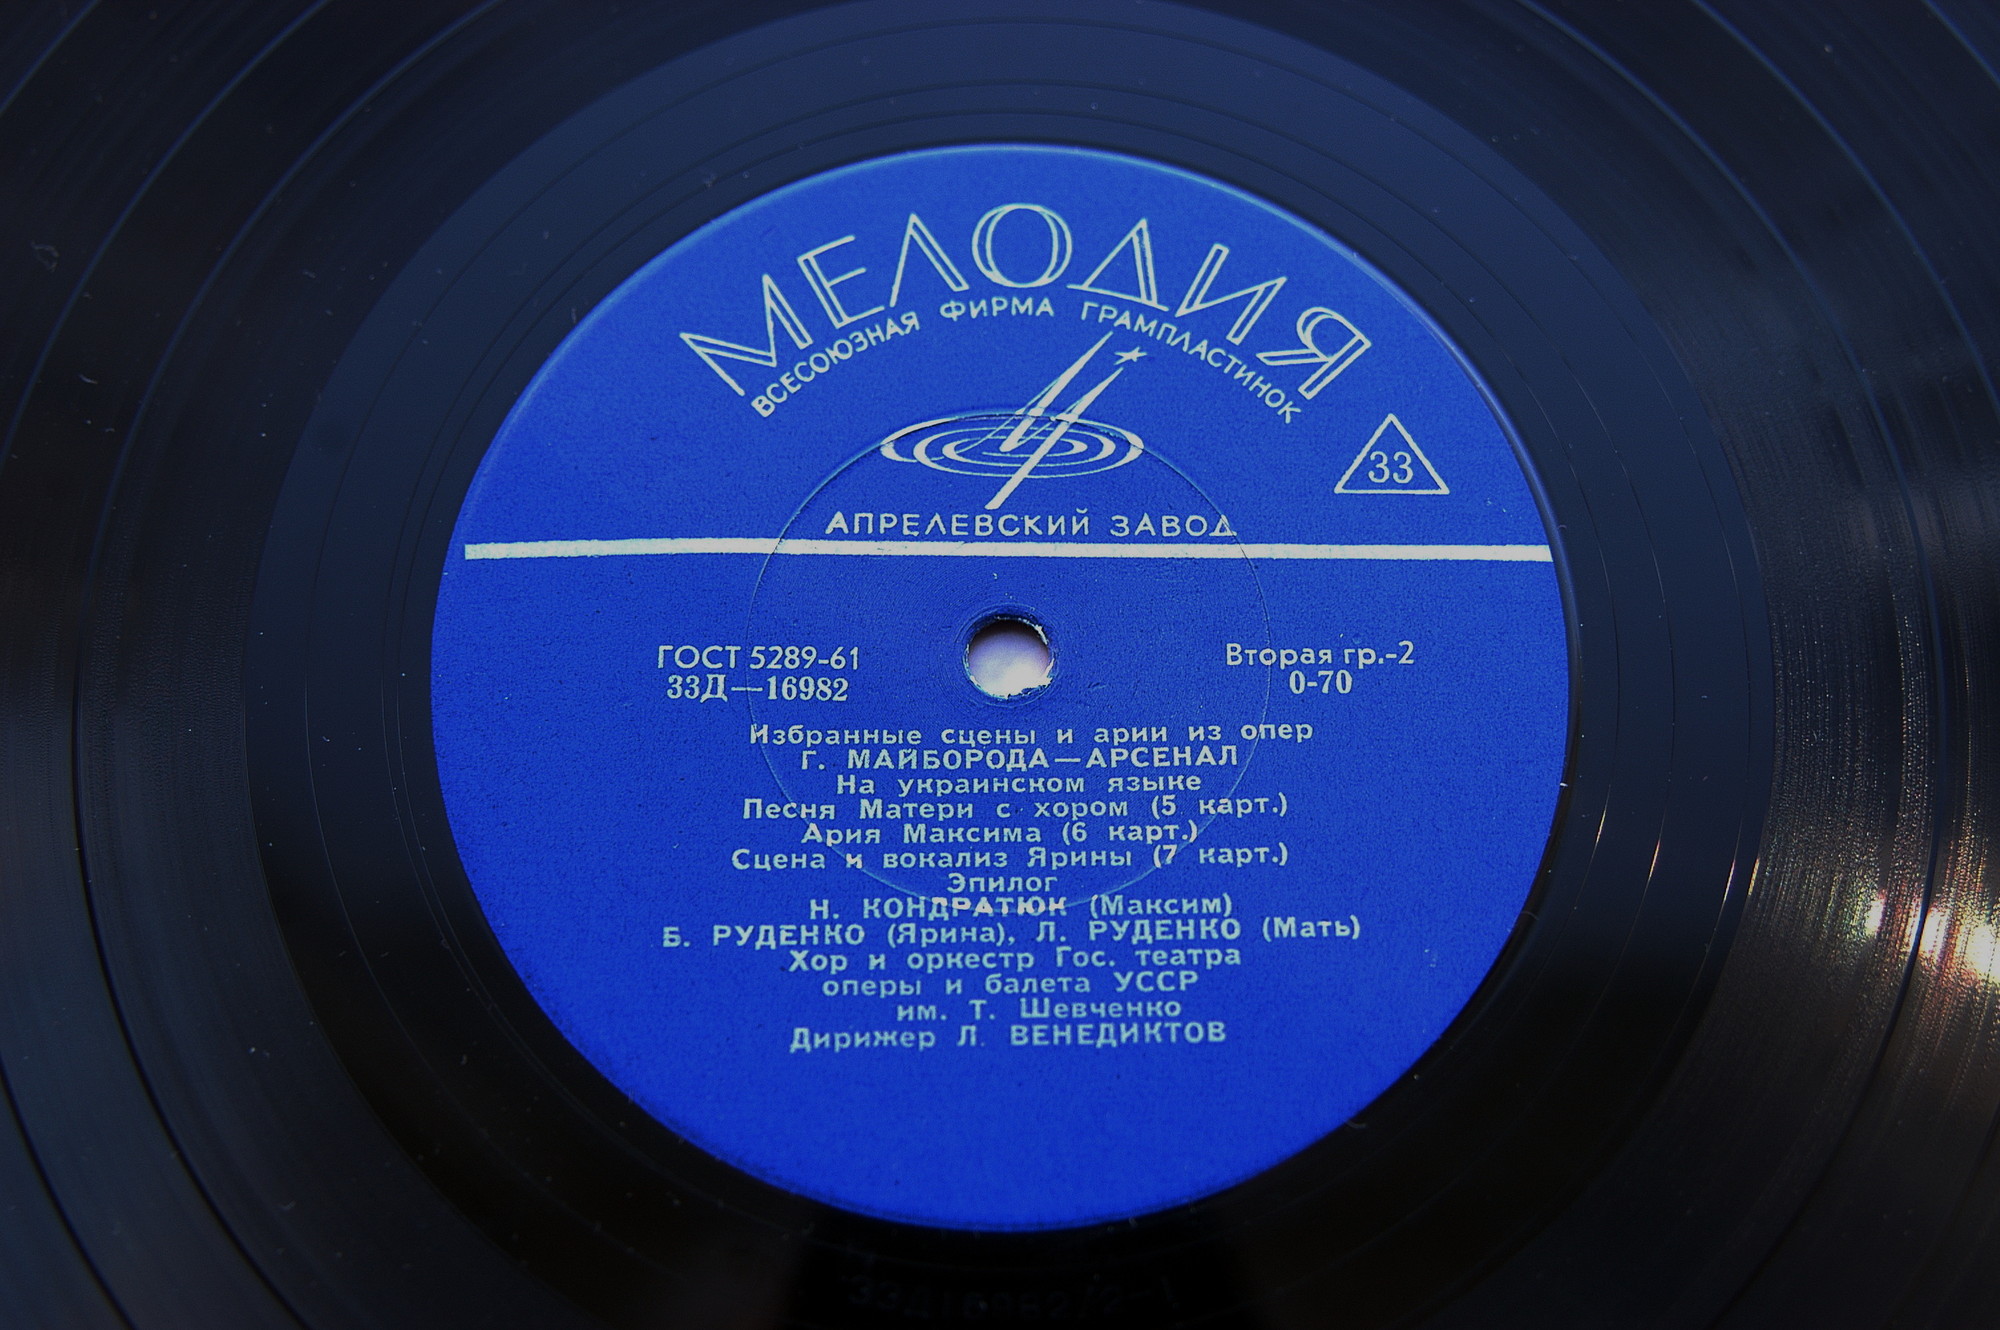 МЕЛОДИЯ
ВСЕСОЮЗНАЯ ФИРМА ГРАМПЛАСТИНОК
33
АПРЕЛЕВСКИЙ ЗАВОД
ГОСТ 5289-61
33Д—16982
Вторая гр.-2
0-70
Избранные сцены и арии из опер
Г. МАЙБОРОДА—АРСЕНАЛ
На украинском языке
Песня Матери с хором (5 карт.)
Ария Максима (6 карт.)
Сцена и вокализ Ярины (7 карт.)
Эпилог
Н. КОНДРАТЮК (Максим)
Б. РУДЕНКО (Ярина), Л. РУДЕНКО (Мать)
Хор и оркестр Гос. театра
оперы и балета УССР
им. Т. Шевченко
Дирижер Л. ВЕНЕДИКТОВ
33Д16982/2-1